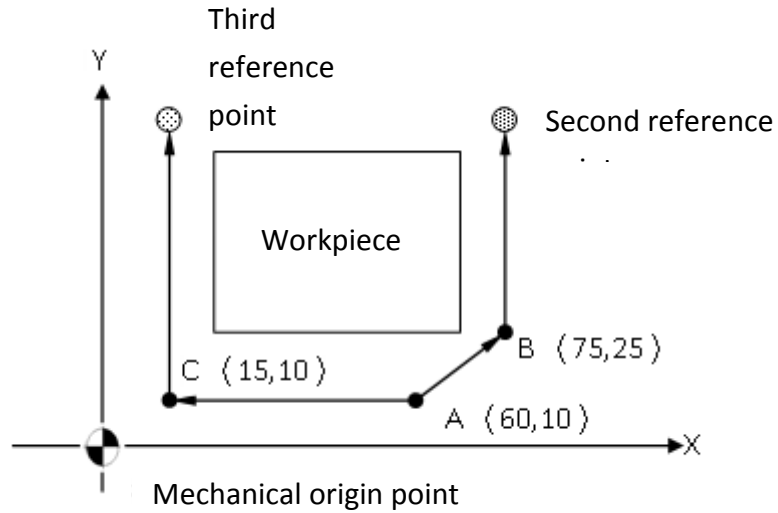 Third
reference
point
Y
Second reference
Workpiece
B (75,25)
C (15,10)
A (60,10)
X
Mechanical origin point